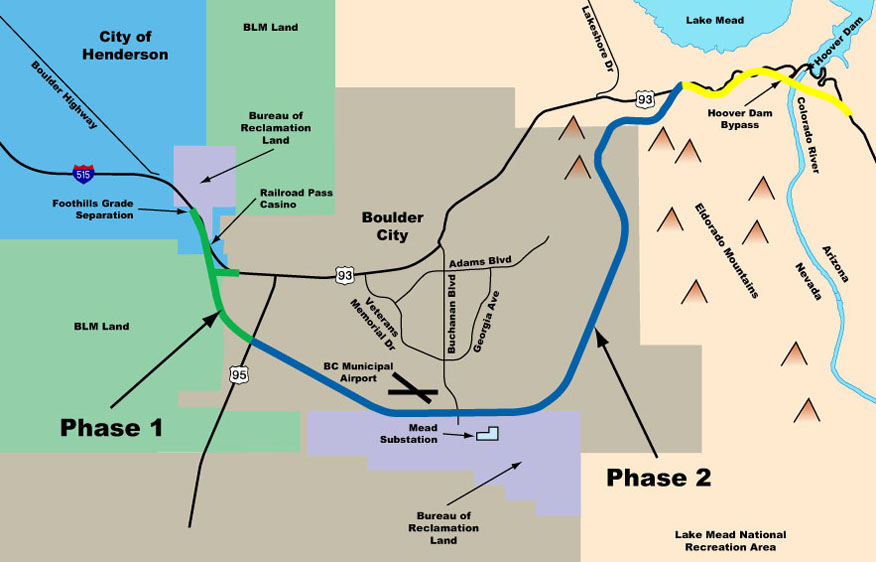 City of
Henderson
BLM Land
Lakeshore Dr
Lake Mead
Hoover Dam
Boulder Highway
Bureau of
Reclamation
Land
93
Hoover Dam
Bypass
Colorado River
515
Foothills Grade
Separation
Railroad Pass
Casino
Boulder
City
Eldorado Mountains
Arizona
Nevada
Adams Blvd
93
Buchanan Blvd
Georgia Ave
Veterans
Memorial Dr
BLM Land
95
BC Municipal
Airport
Phase 1
Mead
Substation
Phase 2
Bureau of
Reclamation
Land
Lake Mead National
Recreation Area